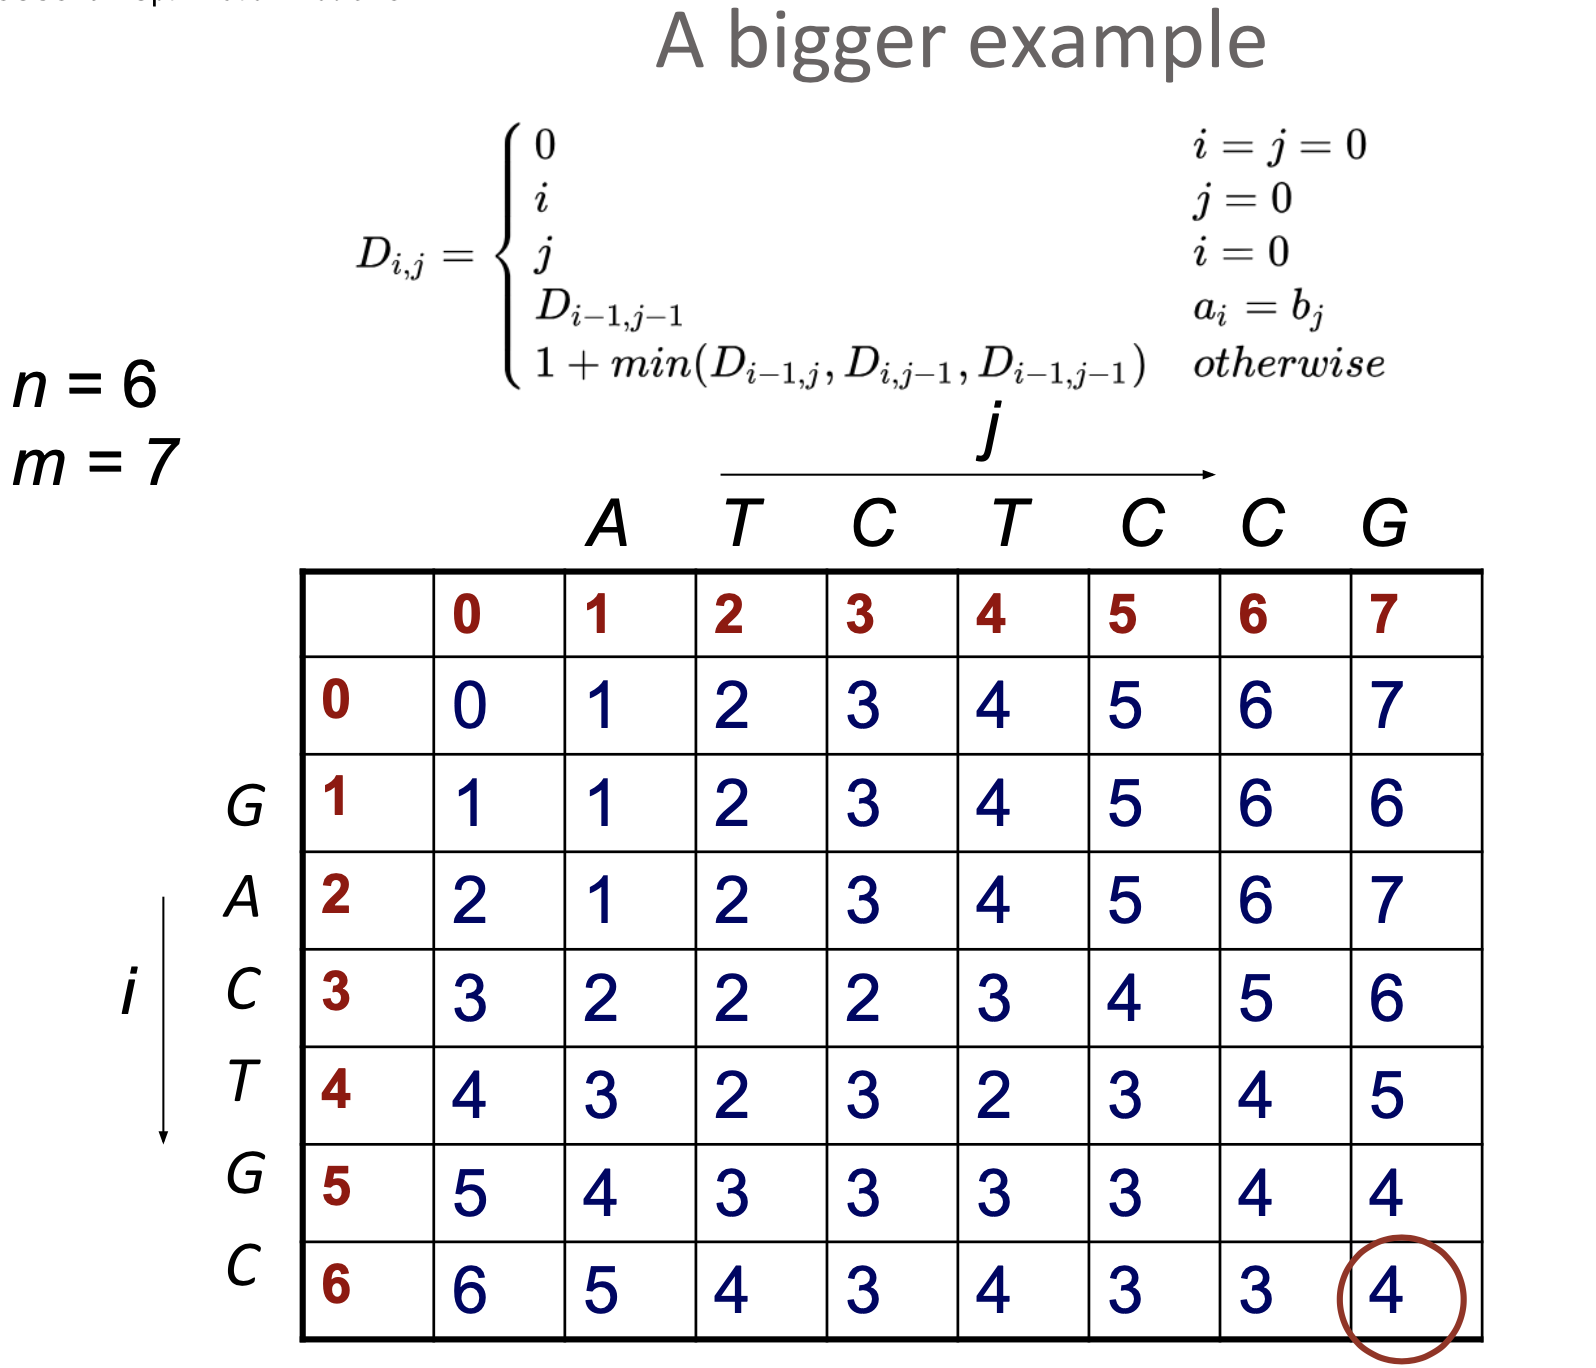 A bigger example
D_{i,j} = { 0    i = j = 0
i    j = 0
j    i = 0
D_{i−1,j−1}    a_i = b_j
1 + min(D_{i−1,j}, D_{i,j−1}, D_{i−1,j−1})    otherwise
n = 6
m = 7
j
A T C T C C G
0 1 2 3 4 5 6 7
0 0 1 2 3 4 5 6 7
G 1 1 1 2 3 4 5 6 6
A 2 2 1 2 3 4 5 6 7
i
C 3 3 2 2 2 3 4 5 6
T 4 4 3 2 3 2 3 4 5
G 5 5 4 3 3 3 3 4 4
C 6 6 5 4 3 4 3 3 4